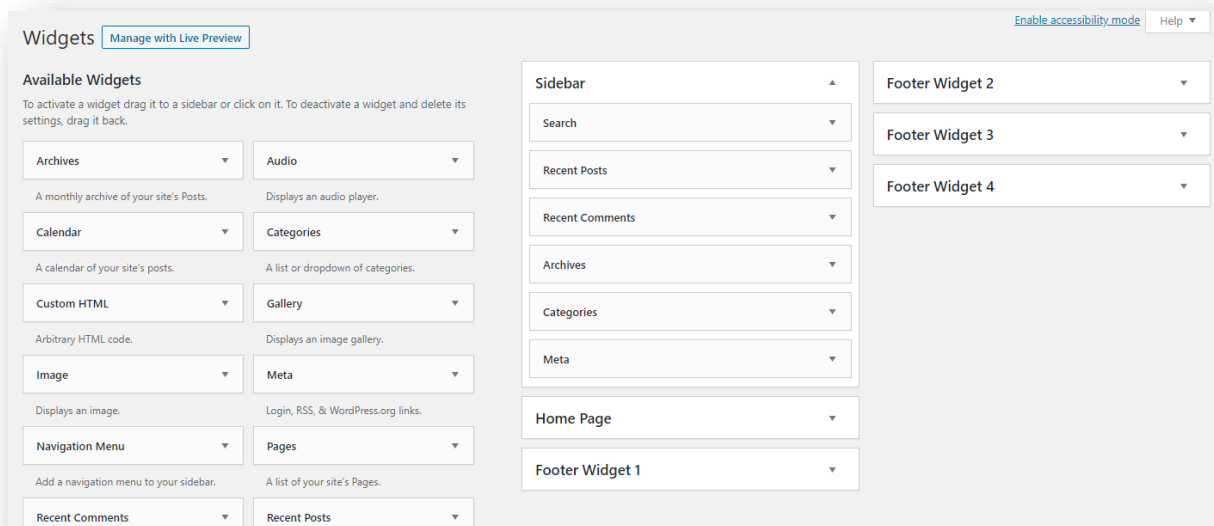 Enable accessibility mode
Help ▼
Widgets
Manage with Live Preview
Available Widgets
To activate a widget drag it to a sidebar or click on it. To deactivate a widget and delete its
settings, drag it back.
Archives
Audio
A monthly archive of your site's Posts.
Displays an audio player.
Calendar
Categories
A calendar of your site's posts.
A list or dropdown of categories.
Custom HTML
Gallery
Arbitrary HTML code.
Displays an image gallery.
Image
Meta
Displays an image.
Login, RSS, & WordPress.org links.
Navigation Menu
Pages
Add a navigation menu to your sidebar.
A list of your site's Pages.
Recent Comments
Recent Posts
Sidebar
Search
Recent Posts
Recent Comments
Archives
Categories
Meta
Home Page
Footer Widget 1
Footer Widget 2
Footer Widget 3
Footer Widget 4